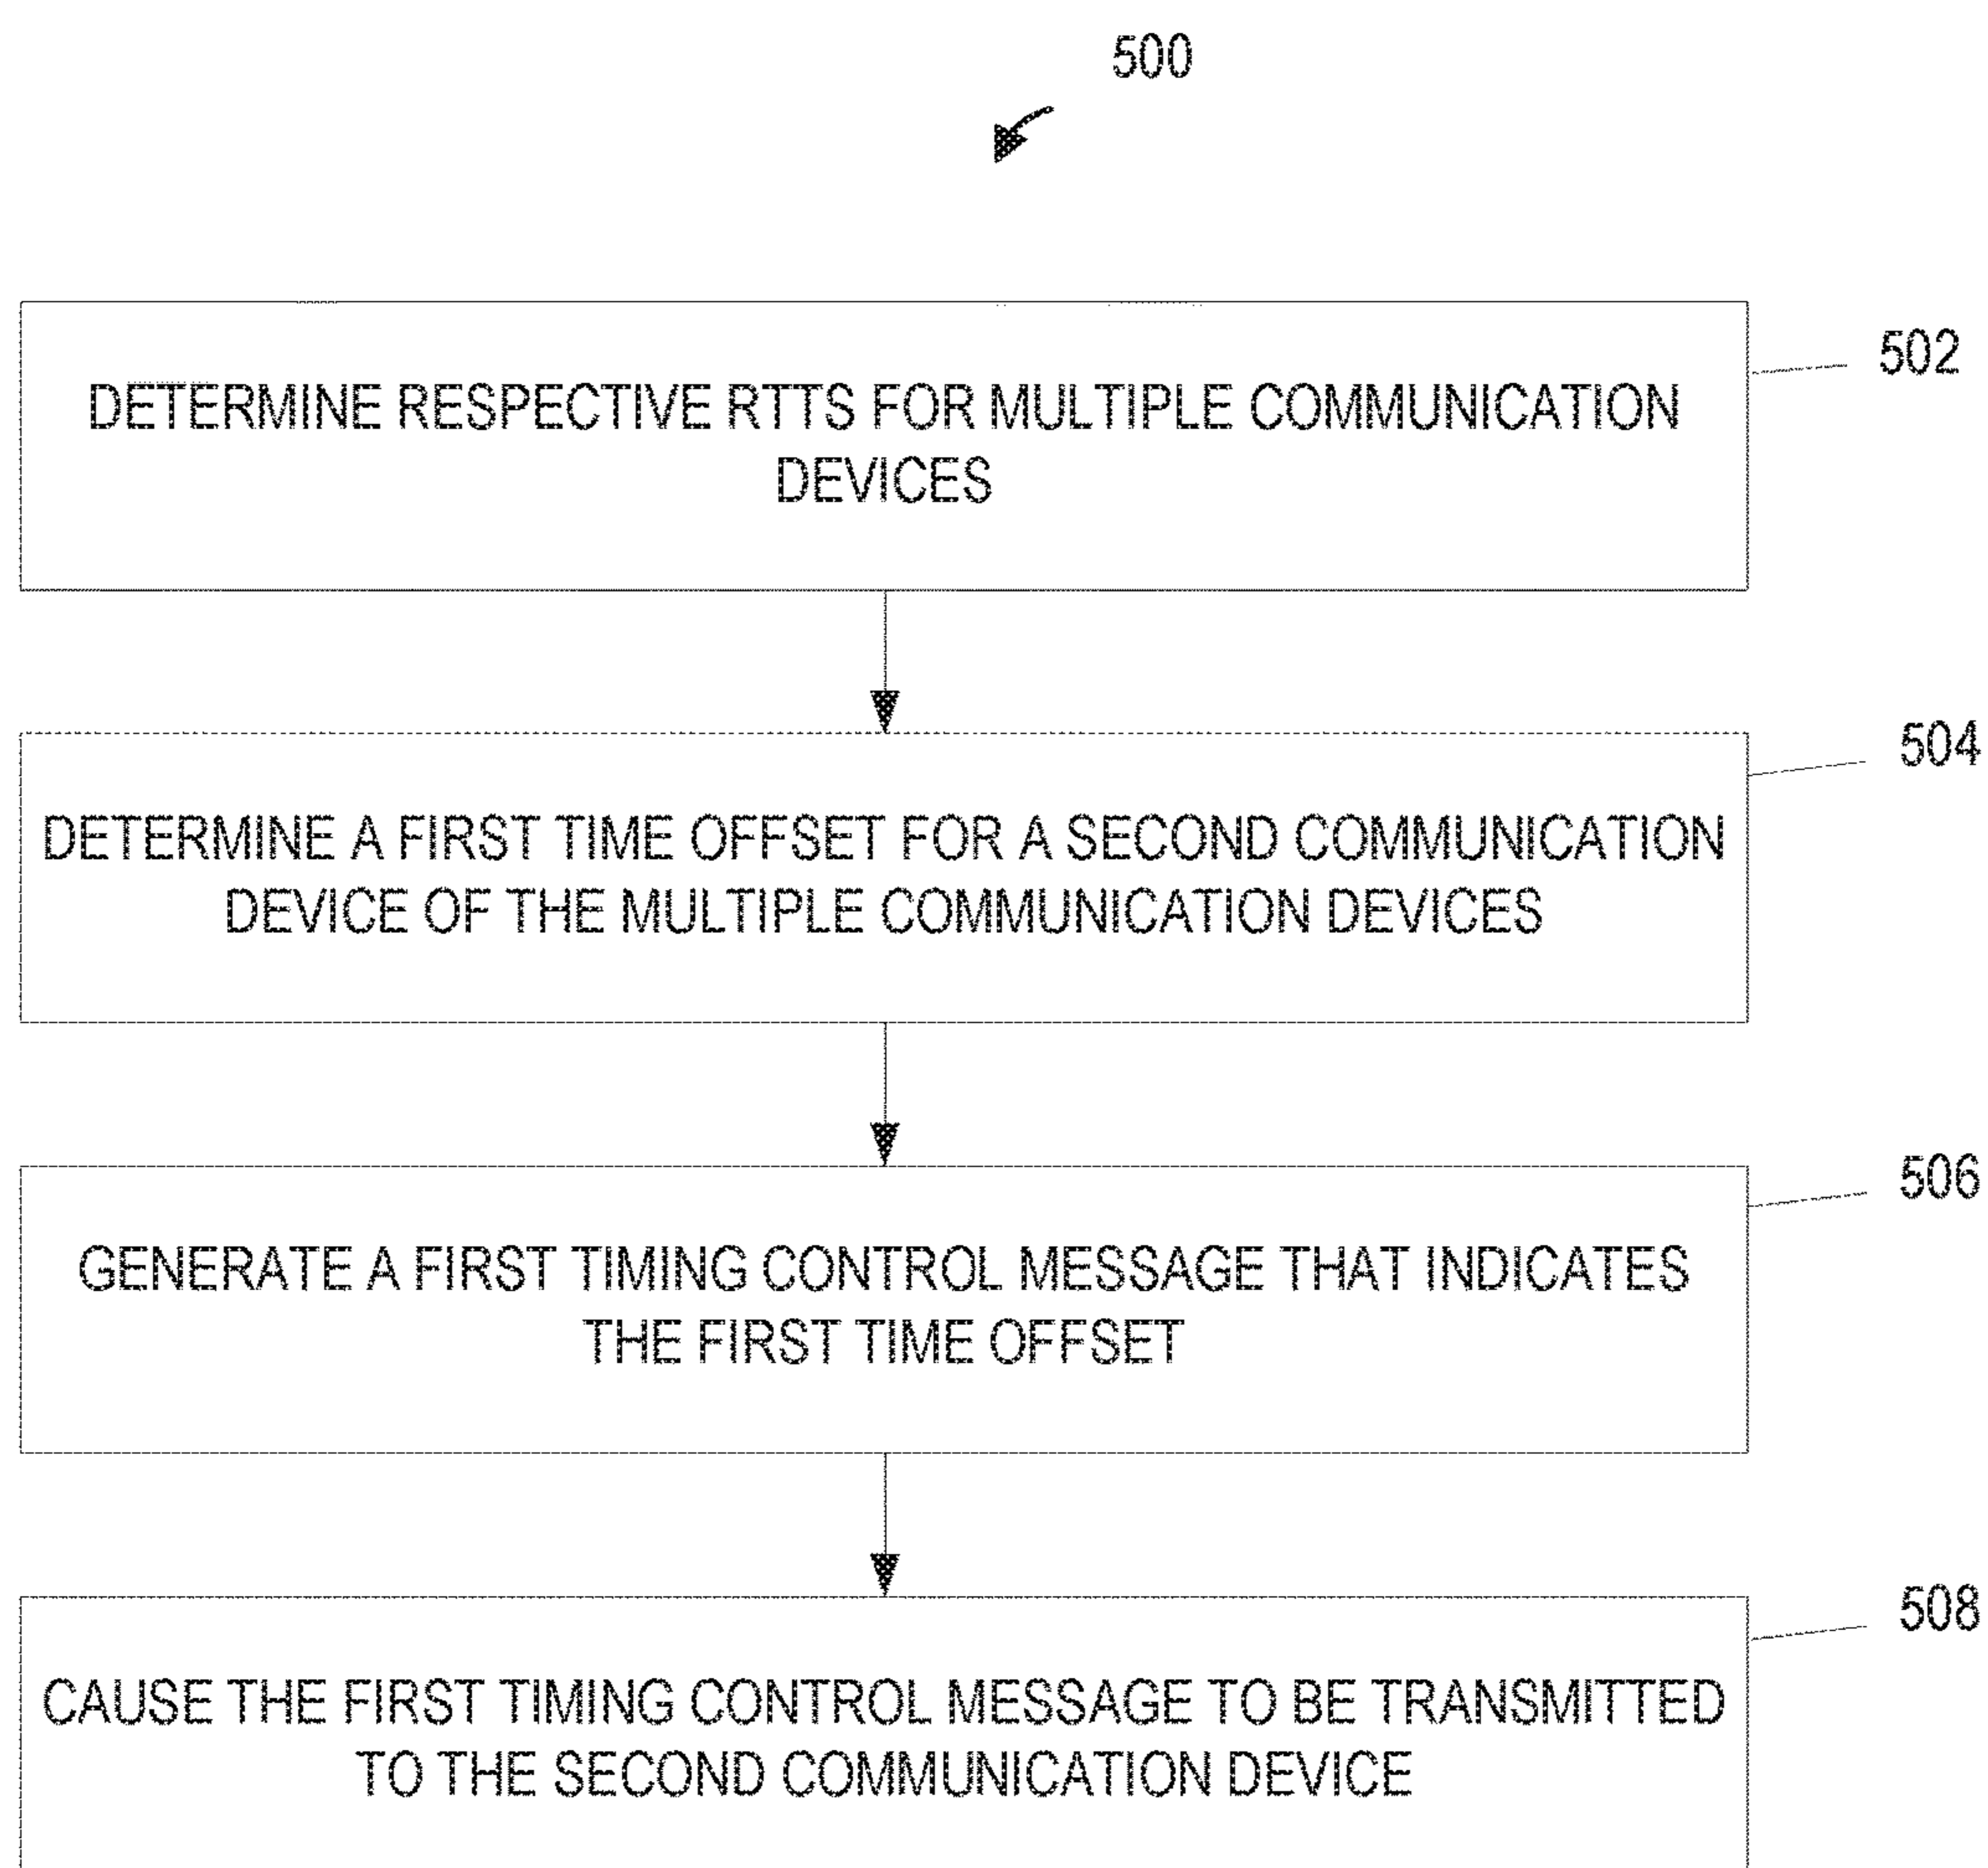 500
DETERMINE RESPECTIVE RTTS FOR MULTIPLE COMMUNICATION
DEVICES
502
DETERMINE A FIRST TIME OFFSET FOR A SECOND COMMUNICATION
DEVICE OF THE MULTIPLE COMMUNICATION DEVICES
504
GENERATE A FIRST TIMING CONTROL MESSAGE THAT INDICATES
THE FIRST TIME OFFSET
506
CAUSE THE FIRST TIMING CONTROL MESSAGE TO BE TRANSMITTED
TO THE SECOND COMMUNICATION DEVICE
508